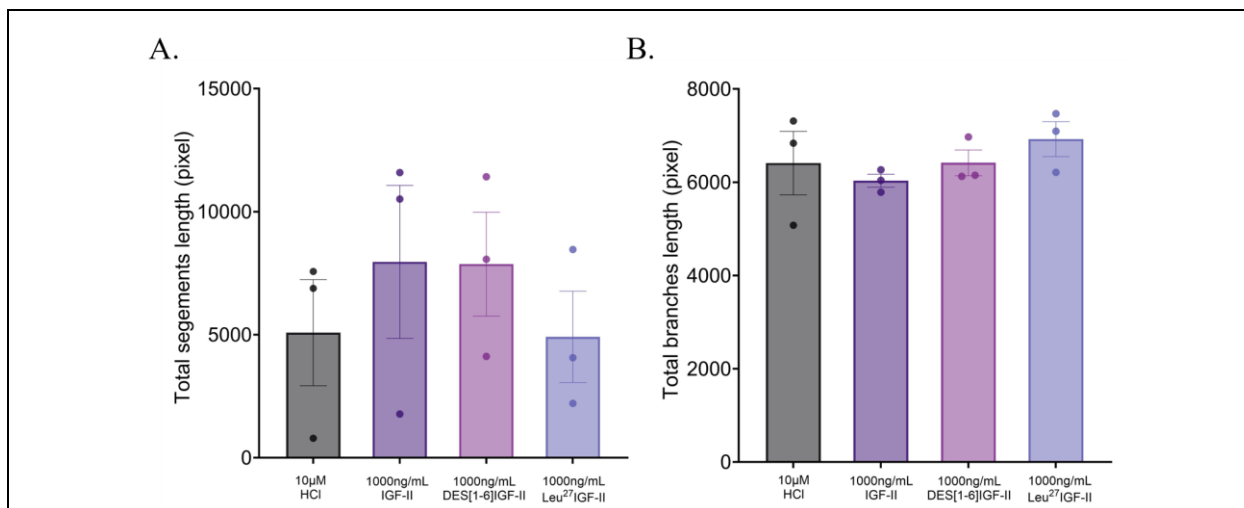 A.
Total segements length (pixel)
15000
10000
5000
0
10µM
HCl
1000ng/mL
IGF-II
1000ng/mL
DES[1-6]IGF-II
1000ng/mL
Leu²⁷IGF-II
B.
Total branches length (pixel)
8000
6000
4000
2000
0
10µM
HCl
1000ng/mL
IGF-II
1000ng/mL
DES[1-6]IGF-II
1000ng/mL
Leu²⁷IGF-II